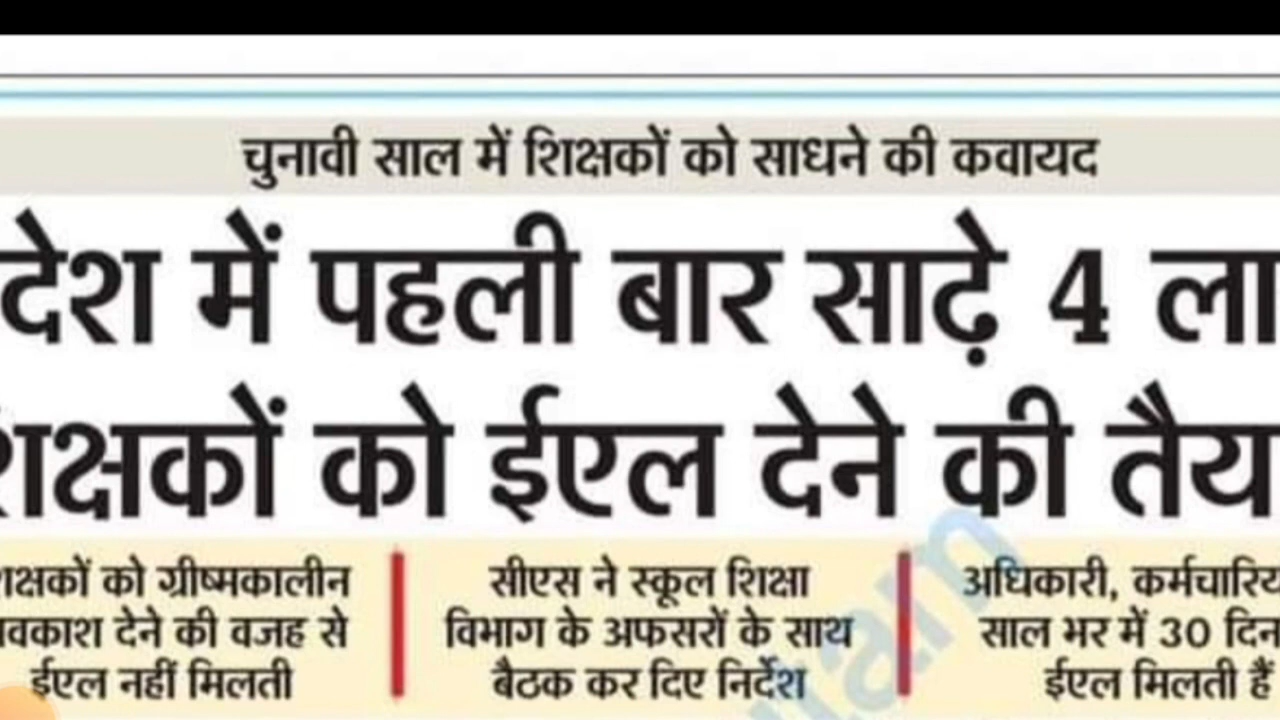 चुनावी साल में शिक्षकों को साधने की कवायद
देश में पहली बार साढ़े 4 ला
शिक्षकों को ईएल देने की तैय
शिक्षकों को ग्रीष्मकालीन
वकाश देने की वजह से
ईएल नहीं मिलती
सीएस ने स्कूल शिक्षा
विभाग के अफसरों के साथ
बैठक कर दिए निर्देश
अधिकारी, कर्मचारिय
साल भर में 30 दिन
ईएल मिलती हैं